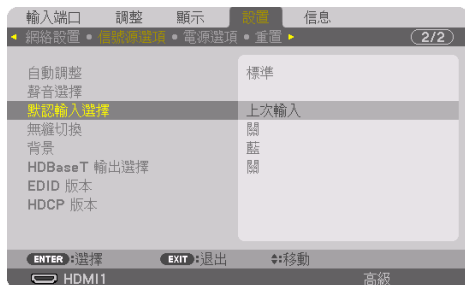 輸入端口 調整 顯示 設置 信息
網絡設置 • 信號源選項 • 電源選項 • 重置 2/2
自動調整 標準
聲音選擇
默認輸入選擇 上次輸入
無縫切換 關
背景 藍
HDBaseT 輸出選擇 關
EDID 版本
HDCP 版本
ENTER :選擇 EXIT :退出 :移動
HDMI1 高級